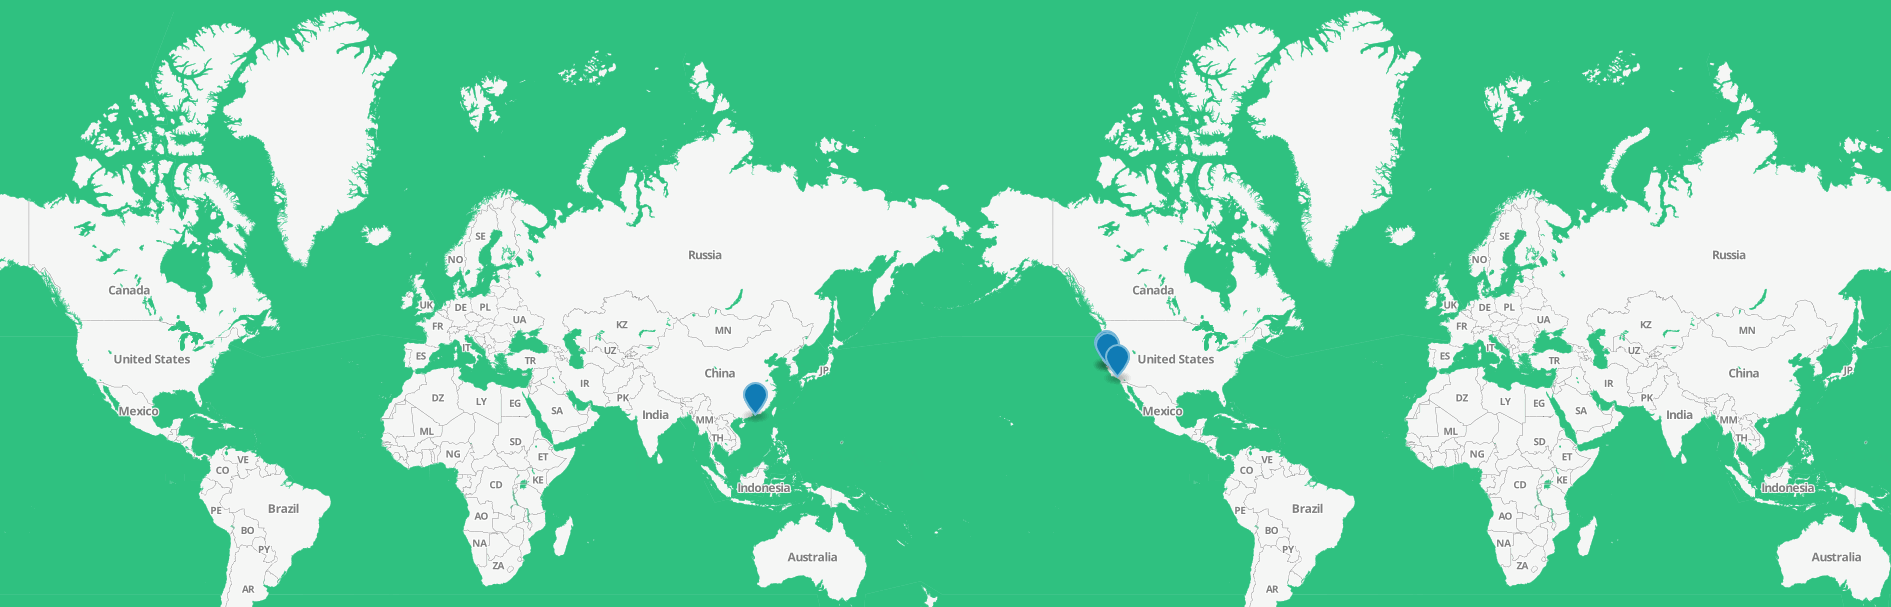 SE
NO
Russia
Canada
UK
DE
PL
UA
FR
KZ
MN
IT
ES
UZ
TR
United States
China
JP
IR
PK
DZ
LY
EG
SA
Mexico
India
MM
ML
TH
SD
NG
ET
VE
CO
KE
CD
Indonesia
PE
Brazil
AO
BO
NA
PY
Australia
ZA
AR
SE
NO
Russia
Canada
UK
DE
PL
UA
FR
KZ
MN
IT
ES
UZ
TR
United States
China
JP
IR
PK
DZ
LY
EG
SA
Mexico
India
MM
ML
TH
SD
NG
ET
VE
CO
KE
CD
Indonesia
PE
Brazil
AO
BO
NA
PY
Australia
ZA
AR